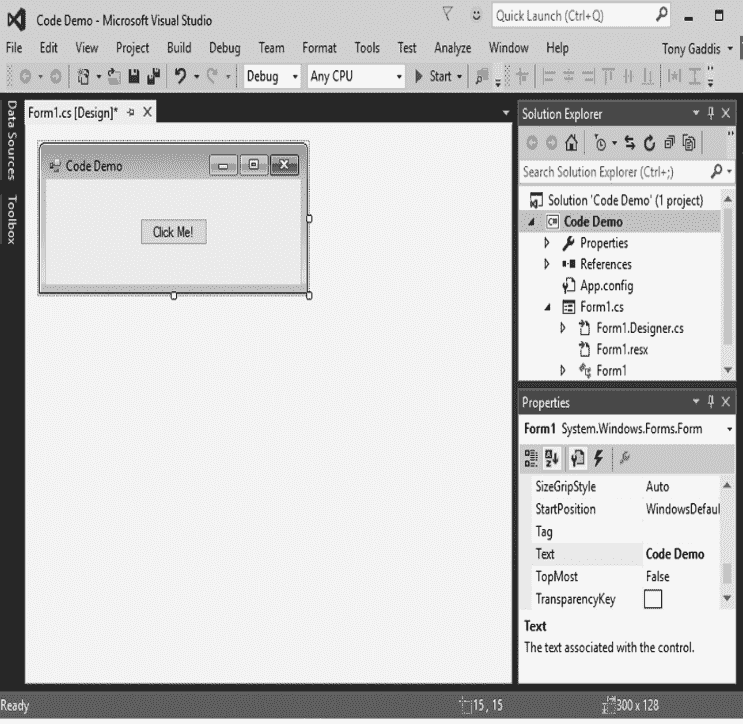 Code Demo - Microsoft Visual Studio
Quick Launch (Ctrl+Q)
File Edit View Project Build Debug Team Format Tools Test Analyze Window Help Tony Gaddis
Debug Any CPU Start
Data Sources
Toolbox
Form1.cs [Design]*
Code Demo
Click Me!
Solution Explorer
Search Solution Explorer (Ctrl+;)
Solution 'Code Demo' (1 project)
C# Code Demo
Properties
References
App.config
Form1.cs
Form1.Designer.cs
Form1.resx
Form1
Properties
Form1 System.Windows.Forms.Form
SizeGripStyle Auto
StartPosition WindowsDefaul
Tag
Text Code Demo
TopMost False
TransparencyKey
Text
The text associated with the control.
Ready 15 , 15 300 x 128